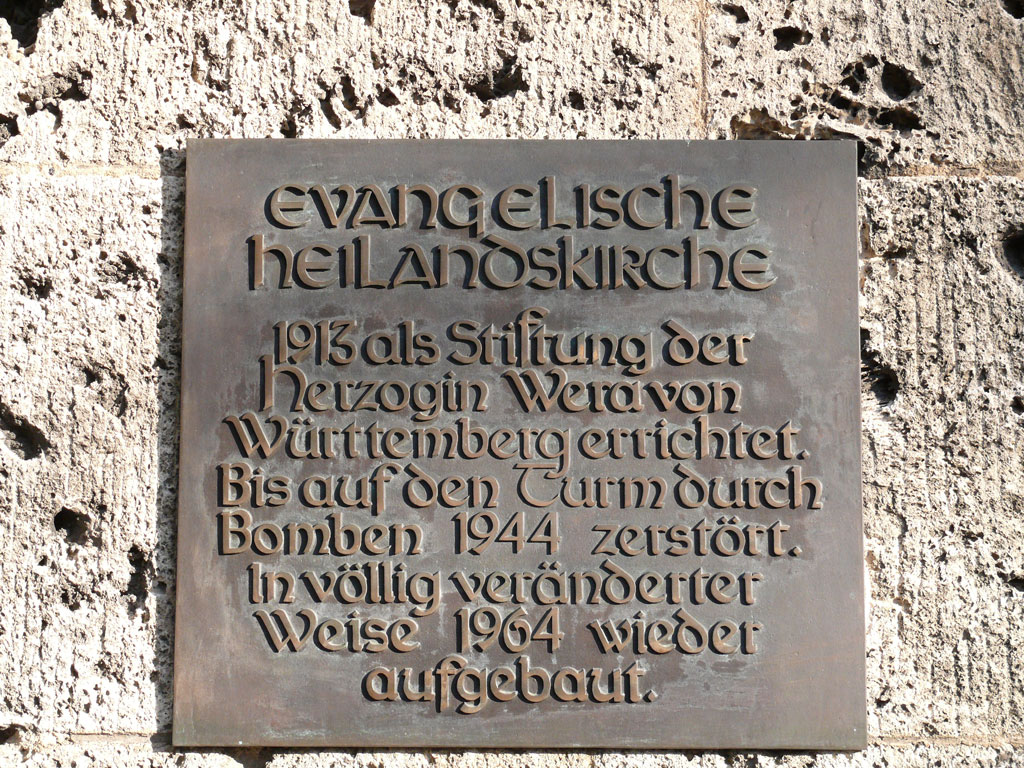 EVANGELISCHE
HEILANDSKIRCHE
1913 als Stiftung der
Herzogin Wera von
Württemberg errichtet.
Bis auf den Turm durch
Bomben 1944 zerstört.
In völlig veränderter
Weise 1964 wieder
aufgebaut.